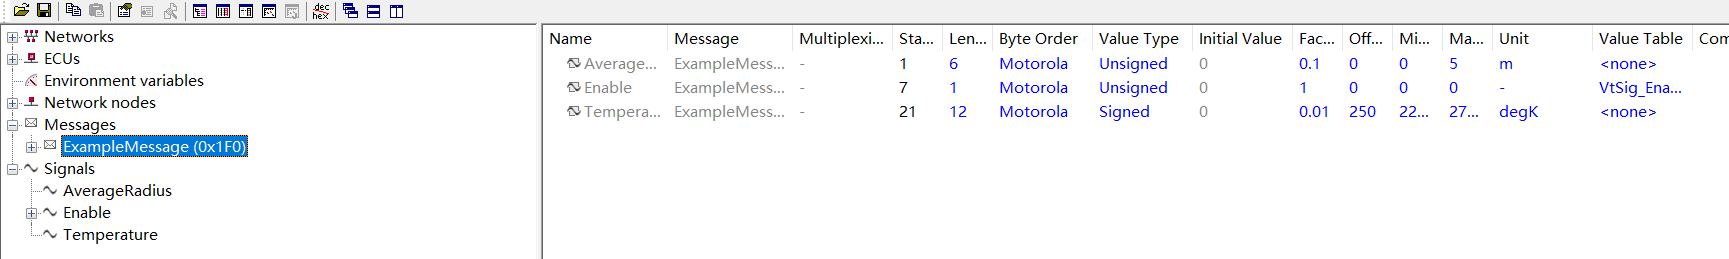 dec
hex
Networks
ECUs
Environment variables
Network nodes
Messages
ExampleMessage (0x1F0)
Signals
AverageRadius
Enable
Temperature
Name Message Multiplexi... Sta... Len... Byte Order Value Type Initial Value Fac... Off... Mi... Ma... Unit Value Table Com
Average... ExampleMess... - 1 6 Motorola Unsigned 0 0.1 0 0 5 m <none>
Enable ExampleMess... - 7 1 Motorola Unsigned 0 1 0 0 0 - VtSig_Ena...
Tempera... ExampleMess... - 21 12 Motorola Signed 0 0.01 250 22... 27... degK <none>